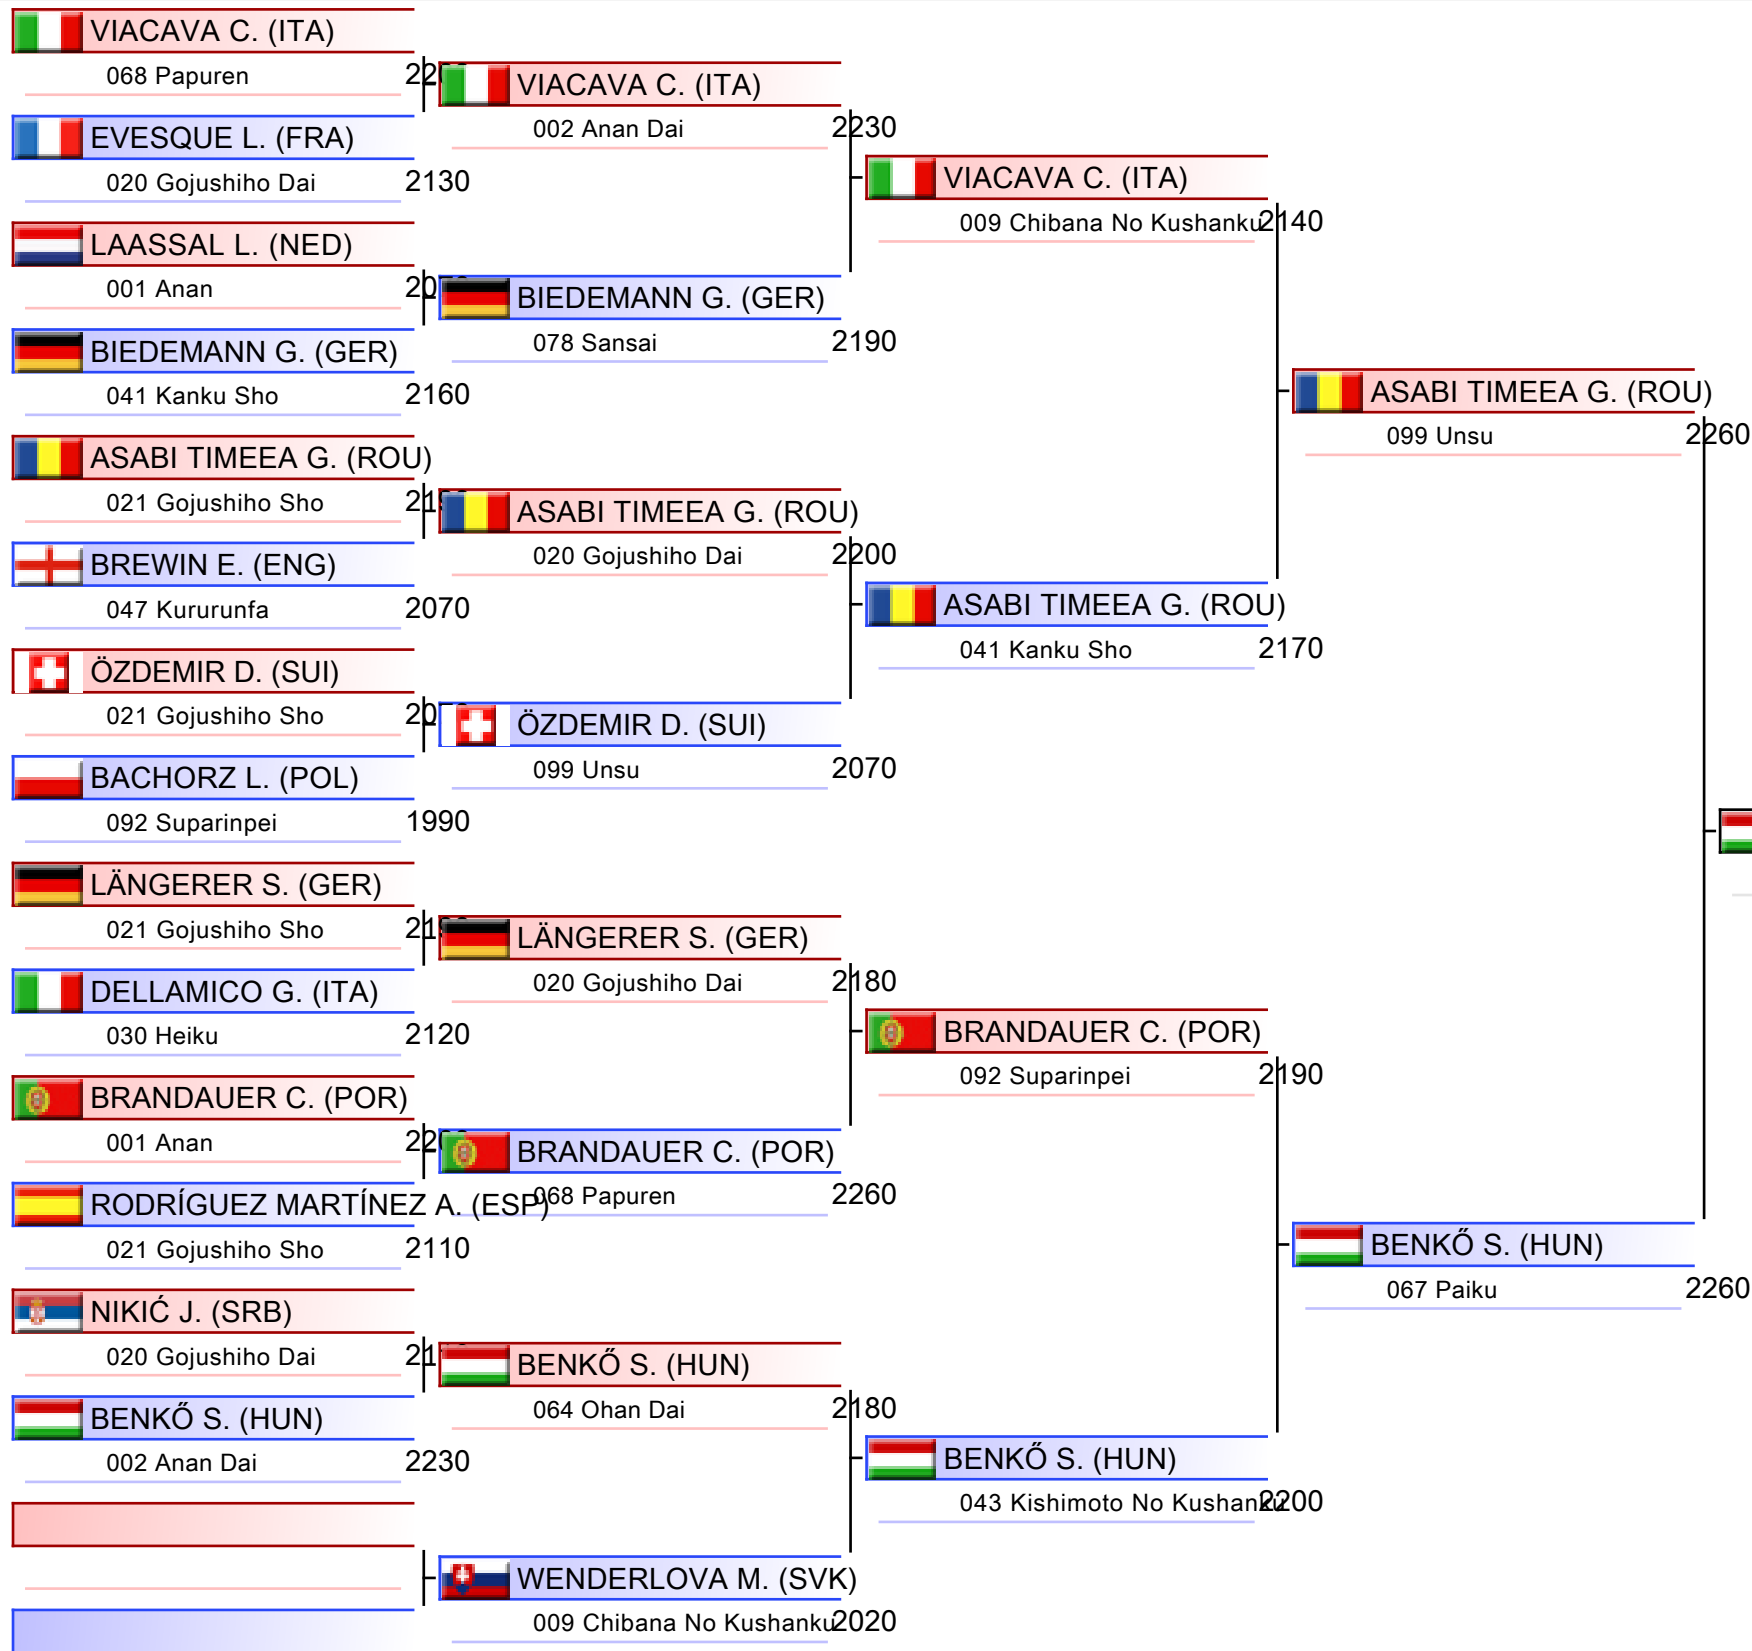 VIACAVA C. (ITA)
068 Papuren
EVESQUE L. (FRA)
020 Gojushiho Dai 2130
LAASSAL L. (NED)
001 Anan
BIEDEMANN G. (GER)
041 Kanku Sho 2160
ASABI TIMEEA G. (ROU)
021 Gojushiho Sho
BREWIN E. (ENG)
047 Kururunfa 2070
ÖZDEMIR D. (SUI)
021 Gojushiho Sho
BACHORZ L. (POL)
092 Suparinpei 1990
LÄNGERER S. (GER)
021 Gojushiho Sho
DELLAMICO G. (ITA)
030 Heiku 2120
BRANDAUER C. (POR)
001 Anan
RODRÍGUEZ MARTÍNEZ A. (ESP)
021 Gojushiho Sho 2110
NIKIĆ J. (SRB)
020 Gojushiho Dai
BENKŐ S. (HUN)
002 Anan Dai 2230
VIACAVA C. (ITA)
002 Anan Dai 2230
BIEDEMANN G. (GER)
078 Sansai 2190
ASABI TIMEEA G. (ROU)
020 Gojushiho Dai 2200
ÖZDEMIR D. (SUI)
099 Unsu 2070
LÄNGERER S. (GER)
020 Gojushiho Dai 2180
BRANDAUER C. (POR)
068 Papuren 2260
BENKŐ S. (HUN)
064 Ohan Dai 2180
WENDERLOVA M. (SVK)
009 Chibana No Kushanku 2020
VIACAVA C. (ITA)
009 Chibana No Kushanku 2140
ASABI TIMEEA G. (ROU)
041 Kanku Sho 2170
BRANDAUER C. (POR)
092 Suparinpei 2190
BENKŐ S. (HUN)
043 Kishimoto No Kushanku 2200
ASABI TIMEEA G. (ROU)
099 Unsu 2260
BENKŐ S. (HUN)
067 Paiku 2260